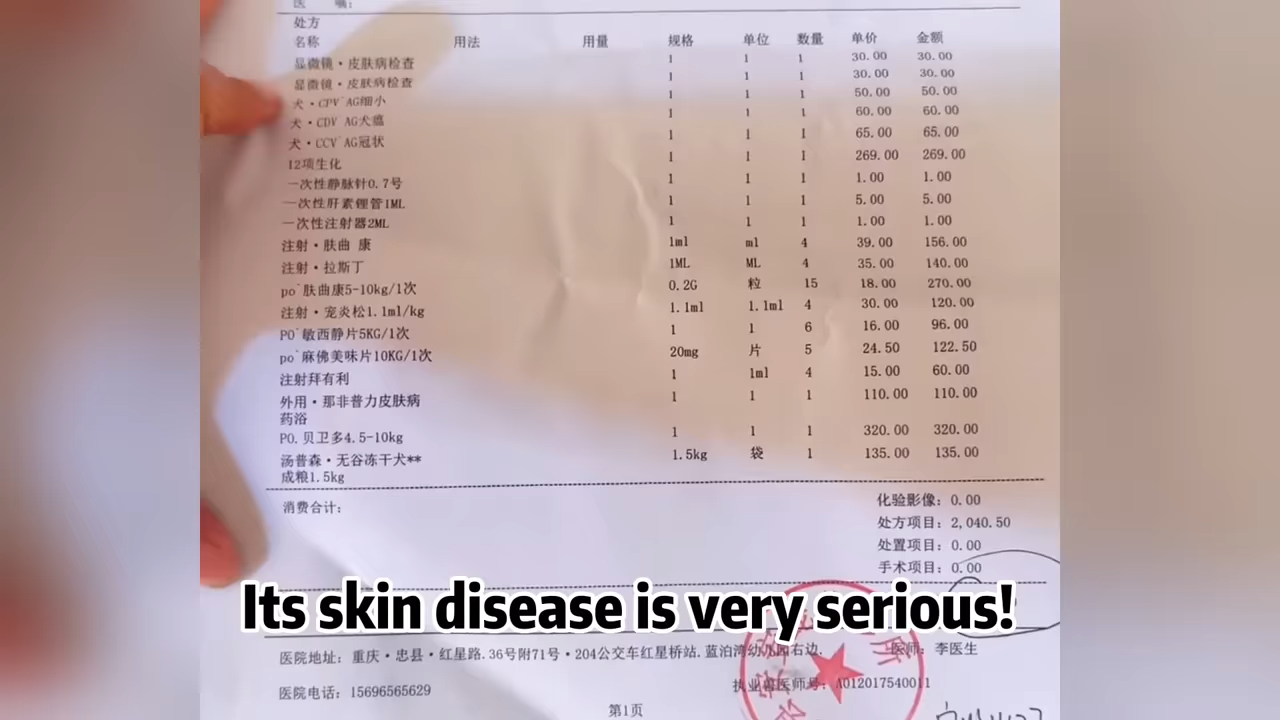 医 嘱:
处方
名称 用法 用量 规格 单位 数量 单价 金额
显微镜·皮肤病检查 1 1 1 30.00 30.00
显微镜·皮肤病检查 1 1 1 30.00 30.00
犬·CPV AG细小 1 1 1 50.00 50.00
犬·CDV AG犬瘟 1 1 1 60.00 60.00
犬·CCV AG冠状 1 1 1 65.00 65.00
12项生化 1 1 1 269.00 269.00
一次性静脉针0.7号 1 1 1 1.00 1.00
一次性肝素锂管1ML 1 1 1 5.00 5.00
一次性注射器2ML 1 1 1 1.00 1.00
注射·肤曲 康 1ml ml 4 39.00 156.00
注射·拉斯丁 1ML ML 4 35.00 140.00
po˙肤曲康5-10kg/1次 0.2G 粒 15 18.00 270.00
注射·宠炎松1.1ml/kg 1.1ml 1.1ml 4 30.00 120.00
PO˙敏西静片5KG/1次 1 1 6 16.00 96.00
po˙麻佛美味片10KG/1次 20mg 片 5 24.50 122.50
注射拜有利 1 1ml 4 15.00 60.00
外用·那非普力皮肤病 1 1 1 110.00 110.00
药浴
PO.贝卫多4.5-10kg 1 1 1 320.00 320.00
汤普森·无谷冻干犬** 1.5kg 袋 1 135.00 135.00
成粮1.5kg
消费合计:
化验影像: 0.00
处方项目: 2,040.50
处置项目: 0.00
手术项目: 0.00
Its skin disease is very serious!
医院地址: 重庆·忠县·红星路.36号附71号·204公交车红星桥站.蓝泊湾幼儿园右边. 医师: 李医生
医院电话: 15696565629 执业兽医师号: A012017540011
第1页